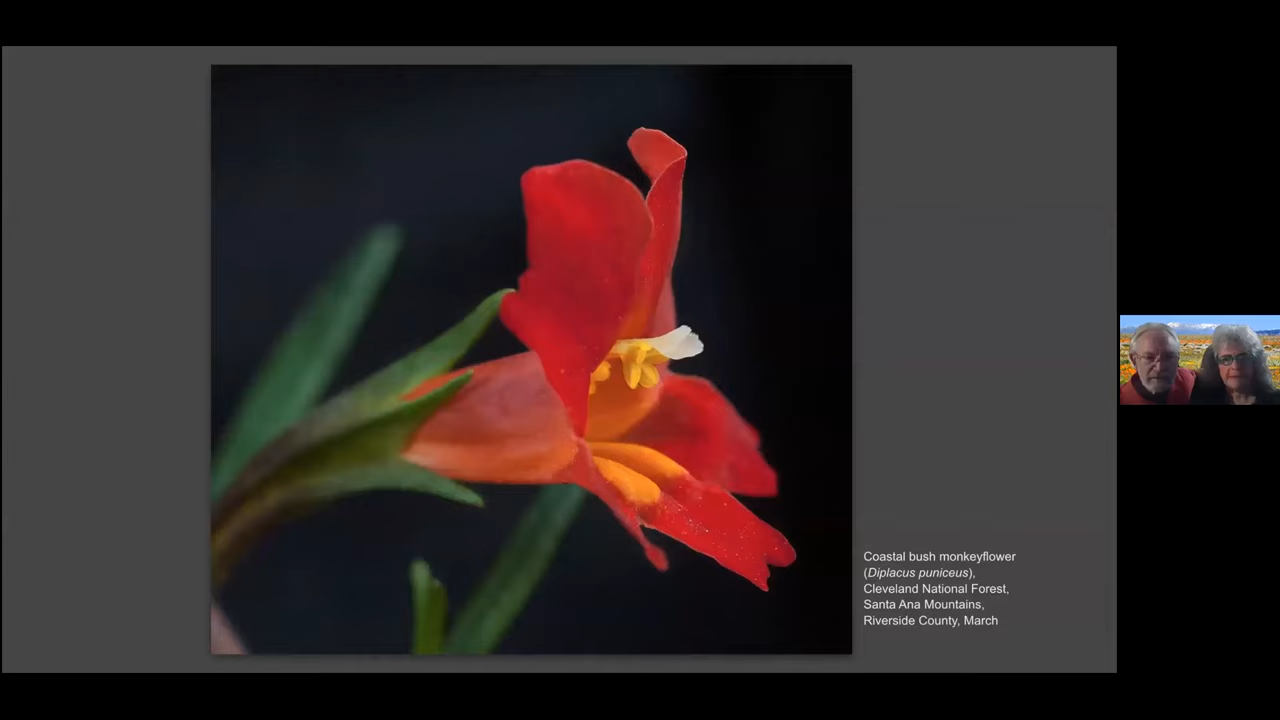 Coastal bush monkeyflower
(Diplacus puniceus),
Cleveland National Forest,
Santa Ana Mountains,
Riverside County, March